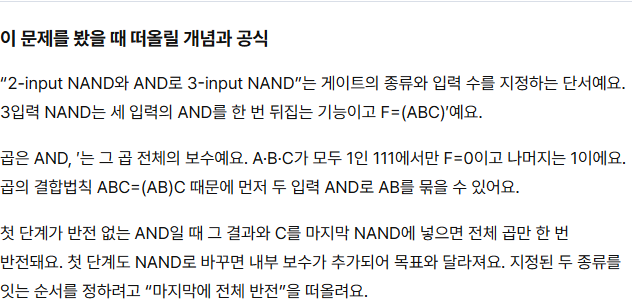 이 문제를 봤을 때 떠올릴 개념과 공식
“2-input NAND와 AND로 3-input NAND”는 게이트의 종류와 입력 수를 지정하는 단서예요.
3입력 NAND는 세 입력의 AND를 한 번 뒤집는 기능이고 F=(ABC)′예요.
곱은 AND, ′는 그 곱 전체의 보수예요. A·B·C가 모두 1인 111에서만 F=0이고 나머지는 1이에요.
곱의 결합법칙 ABC=(AB)C 때문에 먼저 두 입력 AND로 AB를 묶을 수 있어요.
첫 단계가 반전 없는 AND일 때 그 결과와 C를 마지막 NAND에 넣으면 전체 곱만 한 번
반전돼요. 첫 단계도 NAND로 바꾸면 내부 보수가 추가되어 목표와 달라져요. 지정된 두 종류를
잇는 순서를 정하려고 “마지막에 전체 반전”을 떠올려요.